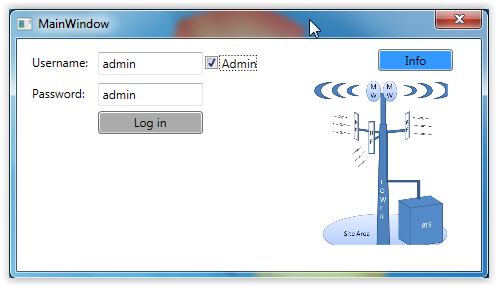 MainWindow
Username: admin Admin Info
Password: admin
Log in
M W M W
R F
R F
R F
T O W E R
BTS
Site Area